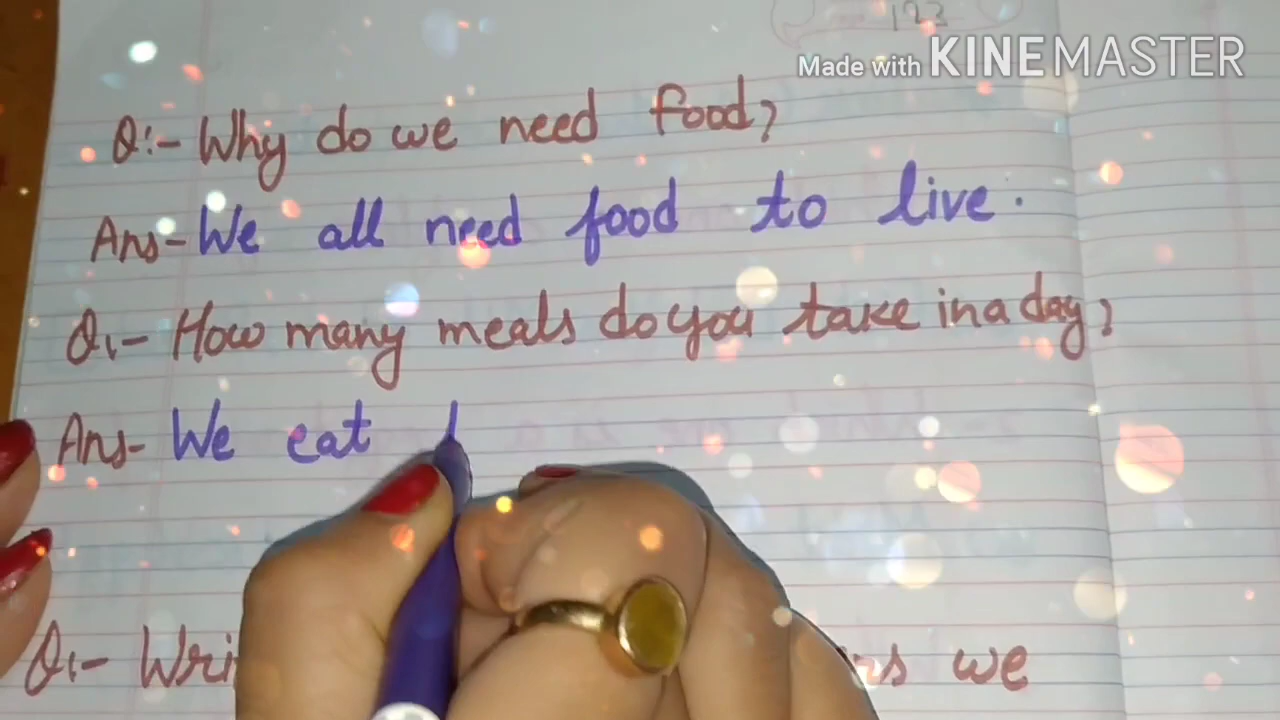 123
Made with KINEMASTER
Q:- Why do we need food?
Ans- We all need food to live.
Q:- How many meals do you take in a day?
Ans- We eat
Q:- Wri we